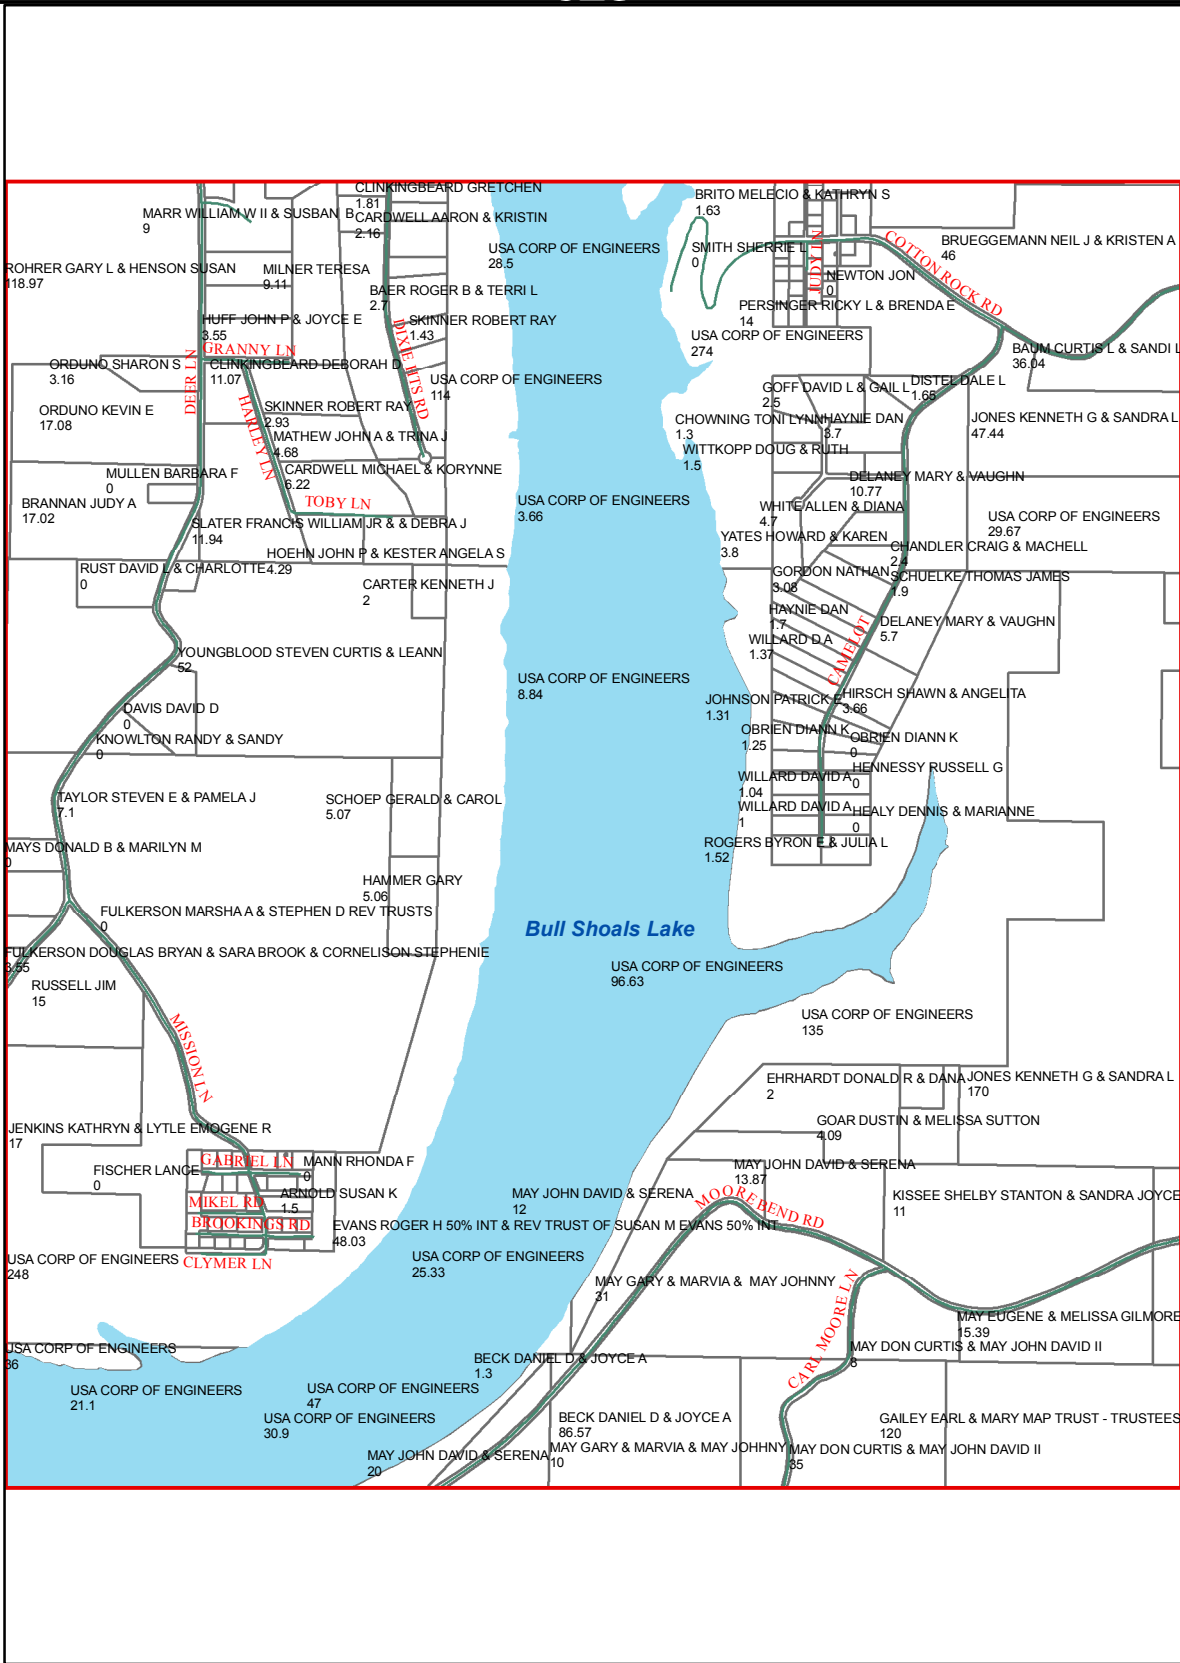 CLINKINGBEARD GRETCHEN
1.81
BRITO MELECIO & KATHRYN S
1.63
MARR WILLIAM W II & SUSBAN B
9
CARDWELL AARON & KRISTIN
2.16
USA CORP OF ENGINEERS
28.5
SMITH SHERRIE L
0
JUDY LN
COTTON ROCK RD
BRUEGGEMANN NEIL J & KRISTEN A
46
ROHRER GARY L & HENSON SUSAN
118.97
MILNER TERESA
9.11
BAER ROGER B & TERRI L
2.7
NEWTON JON
0
PERSINGER RICKY L & BRENDA E
14
HUFF JOHN P & JOYCE E
3.55
SKINNER ROBERT RAY
1.43
USA CORP OF ENGINEERS
274
BAUM CURTIS L & SANDI L
36.04
GRANNY LN
DIXIE HTS RD
ORDUNO SHARON S
3.16
DEER LN
CLINKINGBEARD DEBORAH D
11.07
USA CORP OF ENGINEERS
114
GOFF DAVID L & GAIL L
2.5
DISTEL DALE L
1.65
ORDUNO KEVIN E
17.08
HARLEY LN
SKINNER ROBERT RAY
2.93
CHOWNING TONI LYNN
1.3
HAYNIE DAN
3.7
JONES KENNETH G & SANDRA L
47.44
MATHEW JOHN A & TRINA J
4.68
WITTKOPP DOUG & RUTH
1.5
MULLEN BARBARA F
0
CARDWELL MICHAEL & KORYNNE
6.22
DELANEY MARY & VAUGHN
10.77
BRANNAN JUDY A
17.02
TOBY LN
USA CORP OF ENGINEERS
3.66
WHITE ALLEN & DIANA
4.7
USA CORP OF ENGINEERS
29.67
SLATER FRANCIS WILLIAM JR & & DEBRA J
11.94
YATES HOWARD & KAREN
3.8
CHANDLER CRAIG & MACHELL
2.4
HOEHN JOHN P & KESTER ANGELA S
4.29
RUST DAVID L & CHARLOTTE
0
CARTER KENNETH J
2
GORDON NATHAN
3.08
SCHUELKE THOMAS JAMES
1.9
HAYNIE DAN
1.7
DELANEY MARY & VAUGHN
5.7
WILLARD D A
1.37
CAMELOT
YOUNGBLOOD STEVEN CURTIS & LEANN
52
USA CORP OF ENGINEERS
8.84
JOHNSON PATRICK E
1.31
HIRSCH SHAWN & ANGELITA
3.66
DAVIS DAVID D
0
OBRIEN DIANN K
1.25
OBRIEN DIANN K
0
KNOWLTON RANDY & SANDY
0
WILLARD DAVID A
1.04
HENNESSY RUSSELL G
0
TAYLOR STEVEN E & PAMELA J
7.1
SCHOEP GERALD & CAROL
5.07
WILLARD DAVID A
1
HEALY DENNIS & MARIANNE
0
MAYS DONALD B & MARILYN M
0
ROGERS BYRON E & JULIA L
1.52
HAMMER GARY
5.06
FULKERSON MARSHA A & STEPHEN D REV TRUSTS
0
Bull Shoals Lake
FULKERSON DOUGLAS BRYAN & SARA BROOK & CORNELISON STEPHENIE
3.55
USA CORP OF ENGINEERS
96.63
RUSSELL JIM
15
USA CORP OF ENGINEERS
135
MISSION LN
EHRHARDT DONALD R & DANA
2
JONES KENNETH G & SANDRA L
170
JENKINS KATHRYN & LYTLE EMOGENE R
17
GOAR DUSTIN & MELISSA SUTTON
4.09
GABRIEL LN
MANN RHONDA F
0
FISCHER LANCE
0
MAY JOHN DAVID & SERENA
13.87
MIKEL RD
ARNOLD SUSAN K
1.5
MAY JOHN DAVID & SERENA
12
MOORE BEND RD
KISSEE SHELBY STANTON & SANDRA JOYCE
11
BROOKINGS RD
EVANS ROGER H 50% INT & REV TRUST OF SUSAN M EVANS 50% INT
48.03
USA CORP OF ENGINEERS
248
CLYMER LN
USA CORP OF ENGINEERS
25.33
MAY GARY & MARVIA & MAY JOHNNY
31
CARL MOORE LN
MAY EUGENE & MELISSA GILMORE
15.39
USA CORP OF ENGINEERS
36
MAY DON CURTIS & MAY JOHN DAVID II
8
BECK DANIEL D & JOYCE A
1.3
USA CORP OF ENGINEERS
21.1
USA CORP OF ENGINEERS
47
USA CORP OF ENGINEERS
30.9
BECK DANIEL D & JOYCE A
86.57
GAILEY EARL & MARY MAP TRUST - TRUSTEES
120
MAY JOHN DAVID & SERENA
20
MAY GARY & MARVIA & MAY JOHHNY
10
MAY DON CURTIS & MAY JOHN DAVID II
35